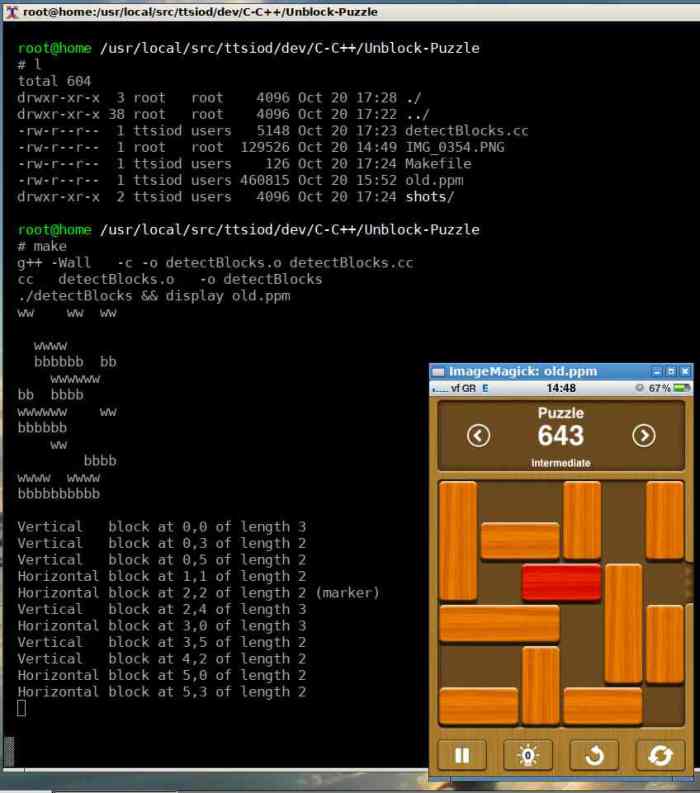 root@home:/usr/local/src/ttsiod/dev/C-C++/Unblock-Puzzle
root@home /usr/local/src/ttsiod/dev/C-C++/Unblock-Puzzle
# l
total 604
drwxr-xr-x  3 root   root    4096 Oct 20 17:28 ./
drwxr-xr-x 38 root   root    4096 Oct 20 17:22 ../
-rw-r--r--  1 ttsiod users   5148 Oct 20 17:23 detectBlocks.cc
-rw-r--r--  1 root   root  129526 Oct 20 14:49 IMG_0354.PNG
-rw-r--r--  1 ttsiod users    126 Oct 20 17:24 Makefile
-rw-r--r--  1 ttsiod users 460815 Oct 20 15:52 old.ppm
drwxr-xr-x  2 ttsiod users   4096 Oct 20 17:24 shots/
root@home /usr/local/src/ttsiod/dev/C-C++/Unblock-Puzzle
# make
g++ -Wall   -c -o detectBlocks.o detectBlocks.cc
cc   detectBlocks.o   -o detectBlocks
./detectBlocks && display old.ppm
ww    ww  ww
  wwww
  bbbbbb  bb
    wwwwww
bb  bbbb
wwwwww    ww
bbbbbb
    ww
        bbbb
wwww  wwww
bbbbbbbbbb
Vertical   block at 0,0 of length 3
Vertical   block at 0,3 of length 2
Vertical   block at 0,5 of length 2
Horizontal block at 1,1 of length 2
Horizontal block at 2,2 of length 2 (marker)
Vertical   block at 2,4 of length 3
Horizontal block at 3,0 of length 3
Vertical   block at 3,5 of length 2
Vertical   block at 4,2 of length 2
Horizontal block at 5,0 of length 2
Horizontal block at 5,3 of length 2
ImageMagick: old.ppm
vf GR E 14:48 67%
Puzzle
643
Intermediate
0